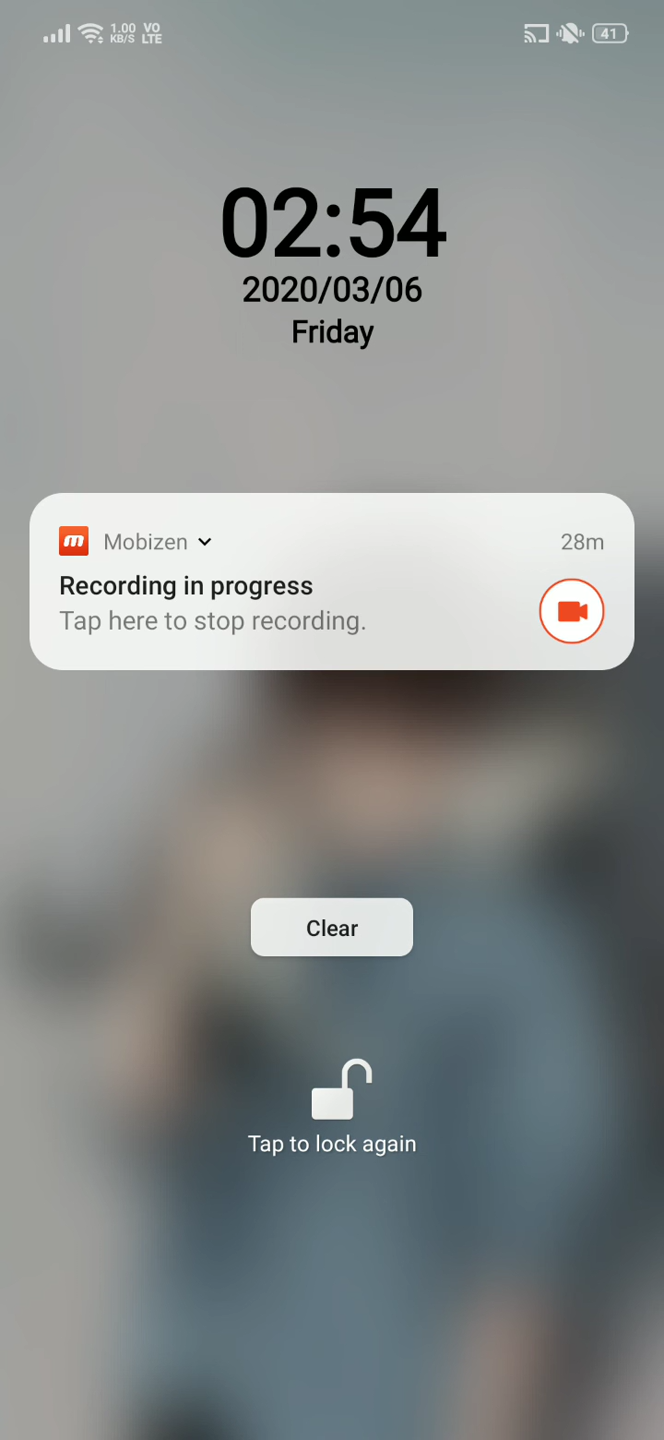 1.00 KB/S VO LTE 41
02:54
2020/03/06
Friday
m Mobizen 28m
Recording in progress
Tap here to stop recording.
Clear
Tap to lock again